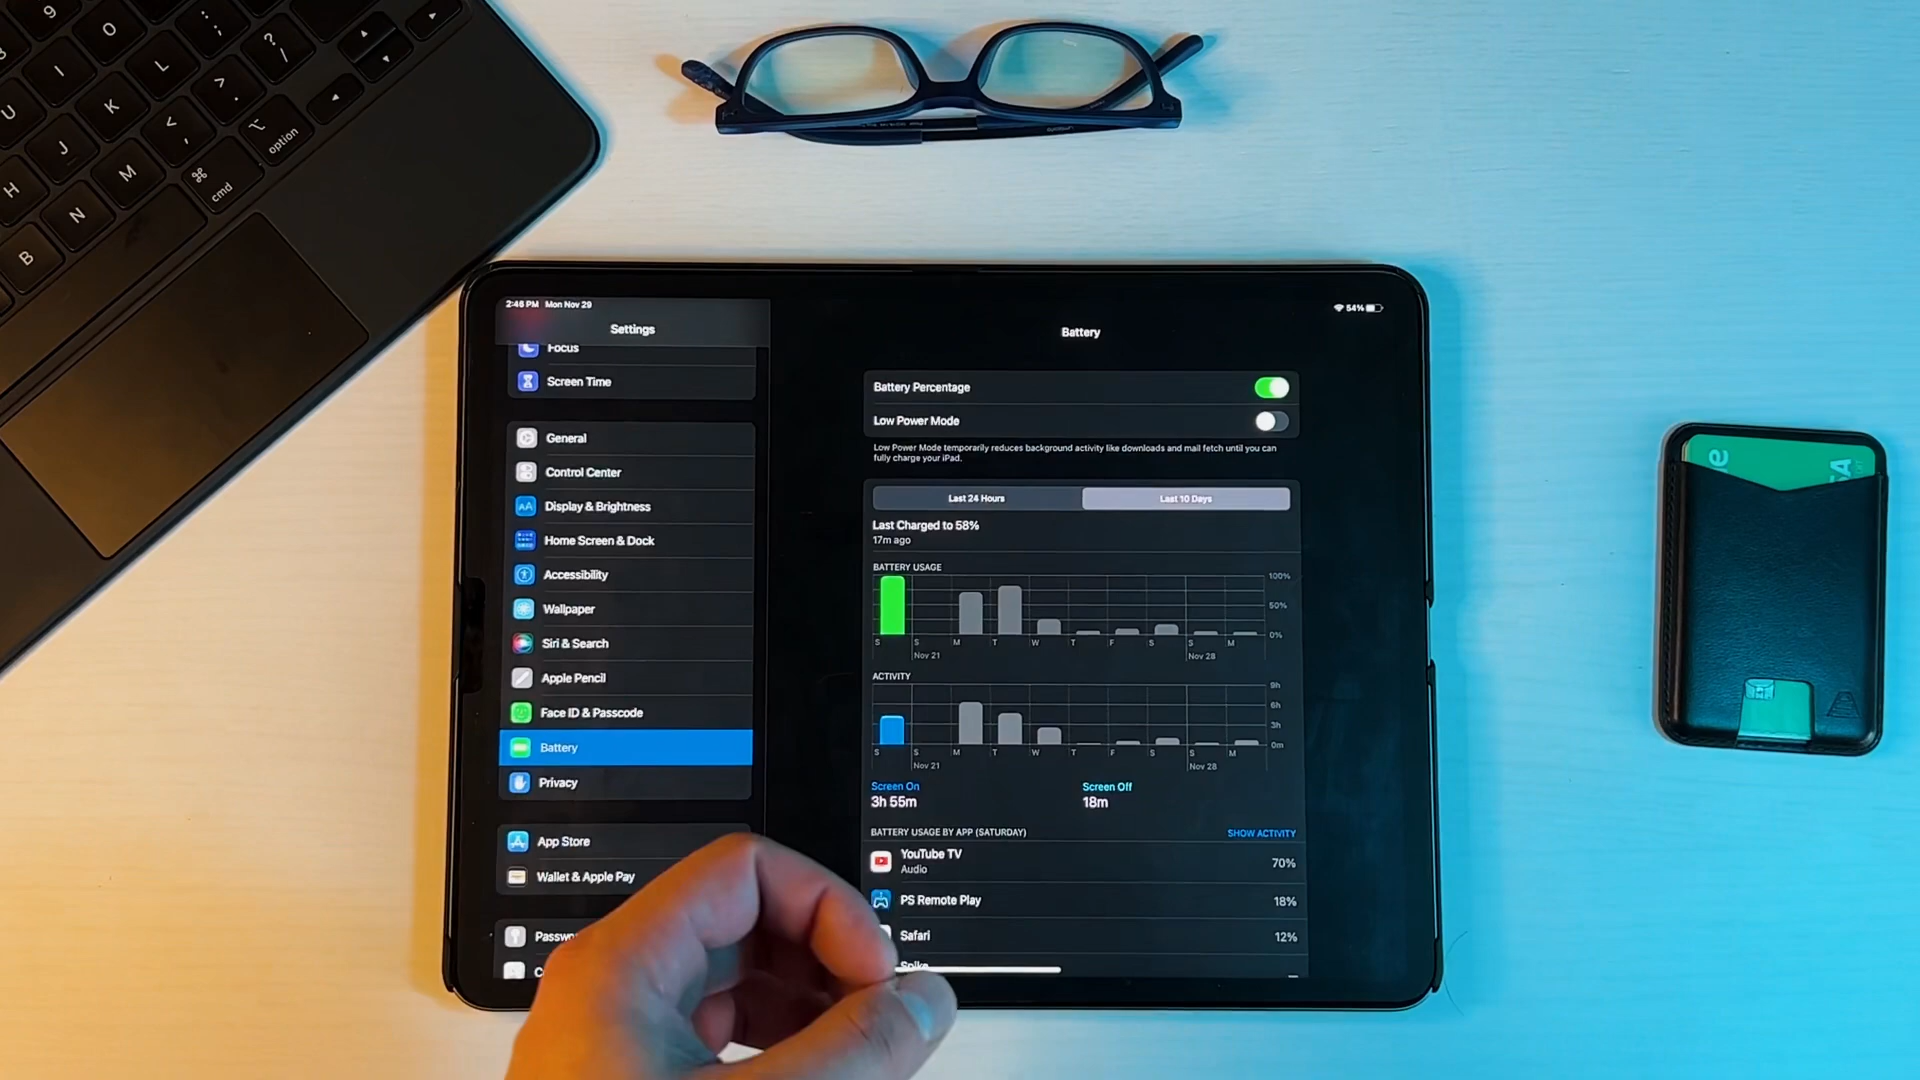 9
O
: ;
? /
I
L
> .
U
K
< ,
option
J
M
cmd
H
N
B
2:46 PM Mon Nov 29
54%
Settings
Focus
Screen Time
General
Control Center
Display & Brightness
Home Screen & Dock
Accessibility
Wallpaper
Siri & Search
Apple Pencil
Face ID & Passcode
Battery
Privacy
App Store
Wallet & Apple Pay
Passwo
C
Battery
Battery Percentage
Low Power Mode
Low Power Mode temporarily reduces background activity like downloads and mail fetch until you can
fully charge your iPad.
Last 24 Hours
Last 10 Days
Last Charged to 58%
17m ago
BATTERY USAGE
100%
50%
0%
S S M T W T F S S M
Nov 21 Nov 28
ACTIVITY
9h
6h
3h
0m
S S M T W T F S S M
Nov 21 Nov 28
Screen On
3h 55m
Screen Off
18m
BATTERY USAGE BY APP (SATURDAY)
SHOW ACTIVITY
YouTube TV
Audio
70%
PS Remote Play
18%
Safari
12%
Spike